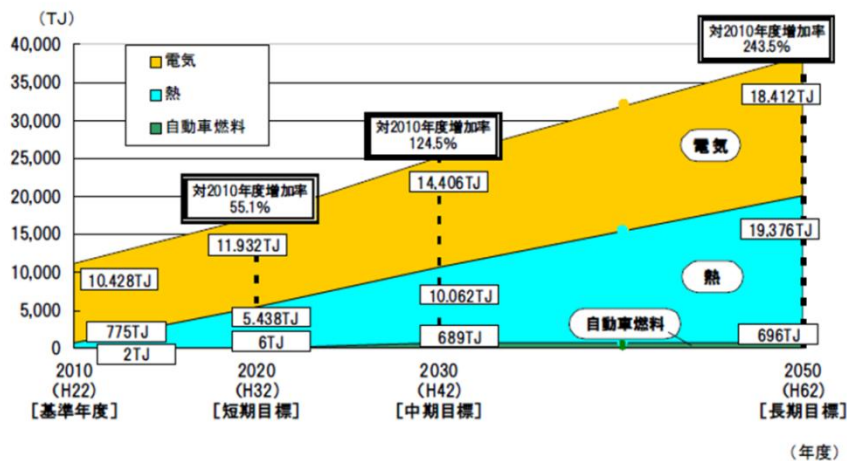 (TJ)
40,000
35,000
30,000
25,000
20,000
15,000
10,000
5,000
0
電気
熱
自動車燃料
対2010年度増加率
55.1%
対2010年度増加率
124.5%
対2010年度増加率
243.5%
10.428TJ
775TJ
2TJ
11.932TJ
5.438TJ
6TJ
14.406TJ
10.062TJ
689TJ
18.412TJ
19,376TJ
696TJ
電気
熱
自動車燃料
2010
(H22)
[基準年度]
2020
(H32)
[短期目標]
2030
(H42)
[中期目標]
2050
(H62)
[長期目標]
(年度)